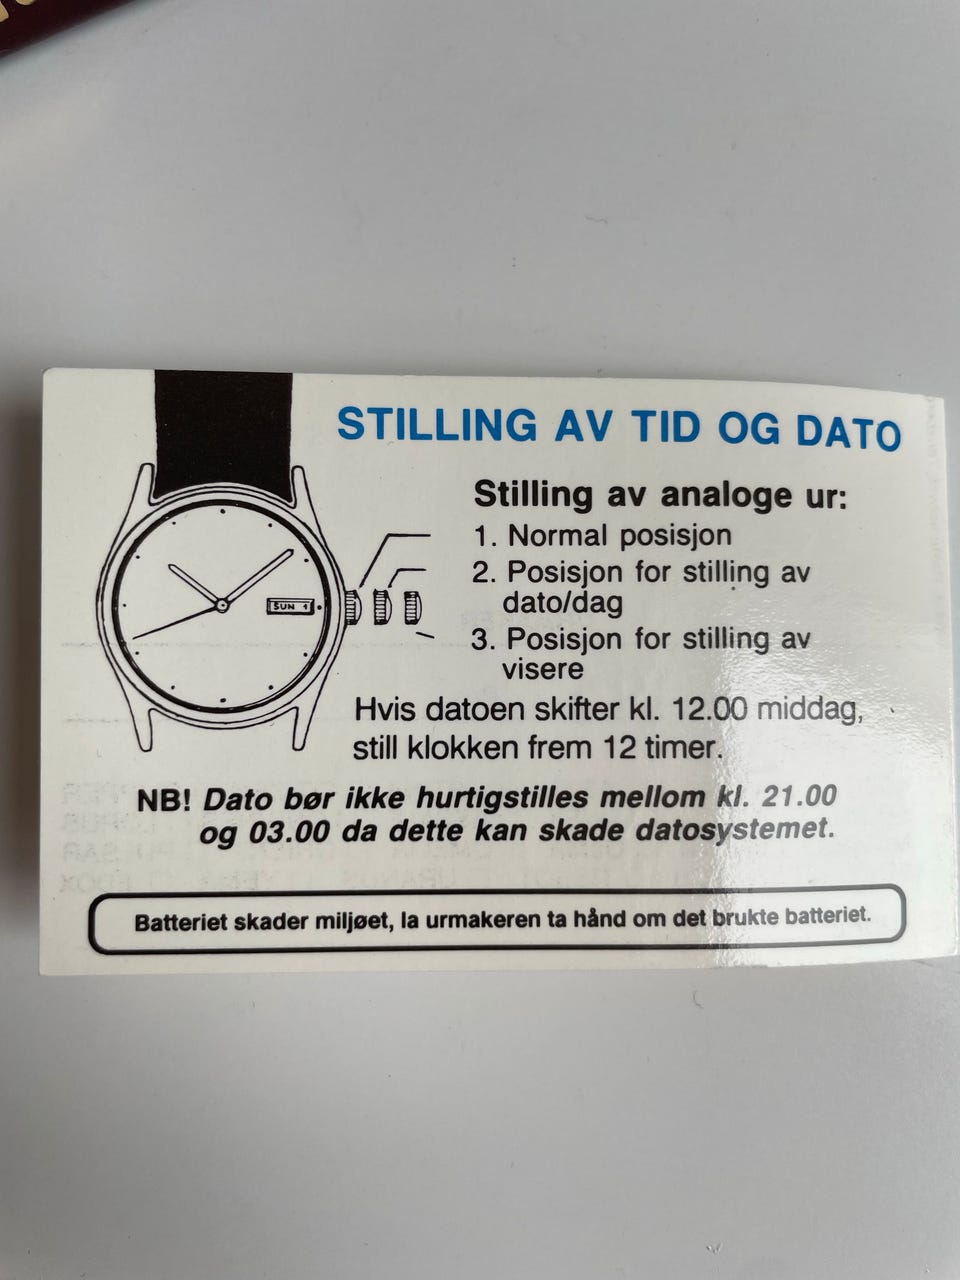 STILLING AV TID OG DATO
Stilling av analoge ur:
1. Normal posisjon
2. Posisjon for stilling av
dato/dag
3. Posisjon for stilling av
visere
SUN 1
Hvis datoen skifter kl. 12.00 middag,
still klokken frem 12 timer.
NB! Dato bør ikke hurtigstilles mellom kl. 21.00
og 03.00 da dette kan skade datosystemet.
Batteriet skader miljøet, la urmakeren ta hånd om det brukte batteriet.